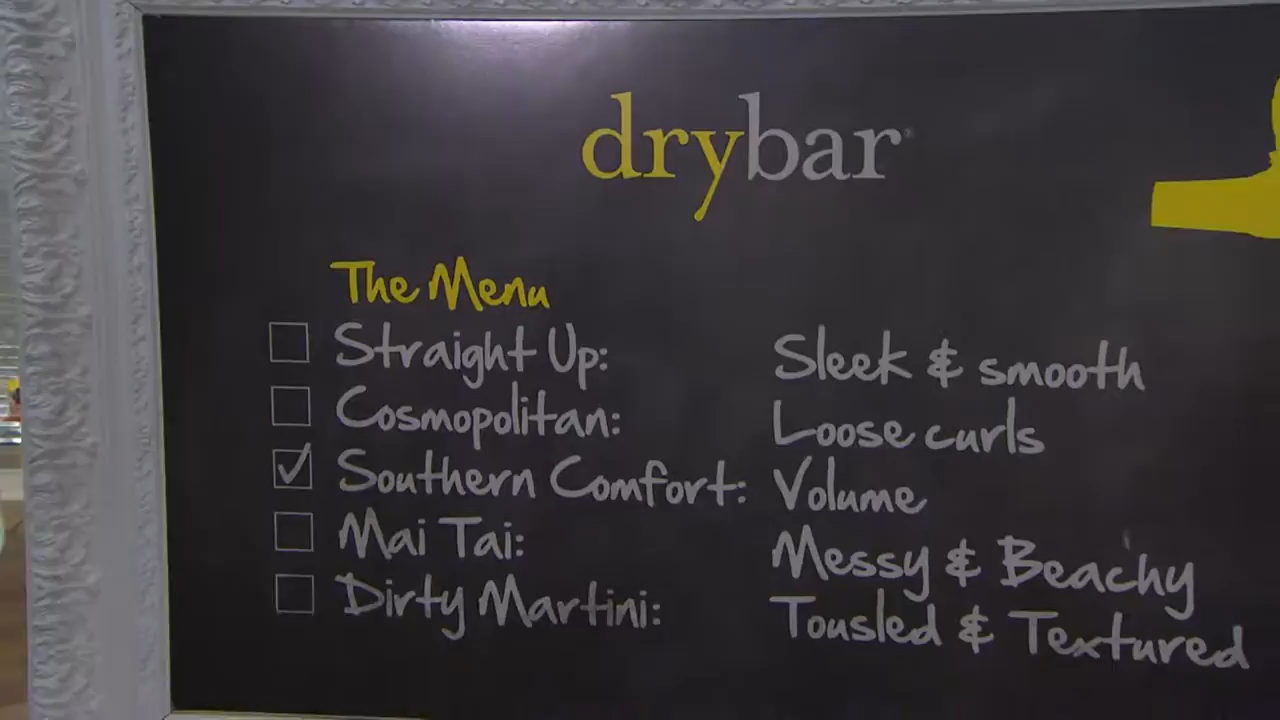 drybar
The Menu
Straight Up: Sleek & smooth
Cosmopolitan: Loose curls
Southern Comfort: Volume
Mai Tai: Messy & Beachy
Dirty Martini: Tousled & Textured